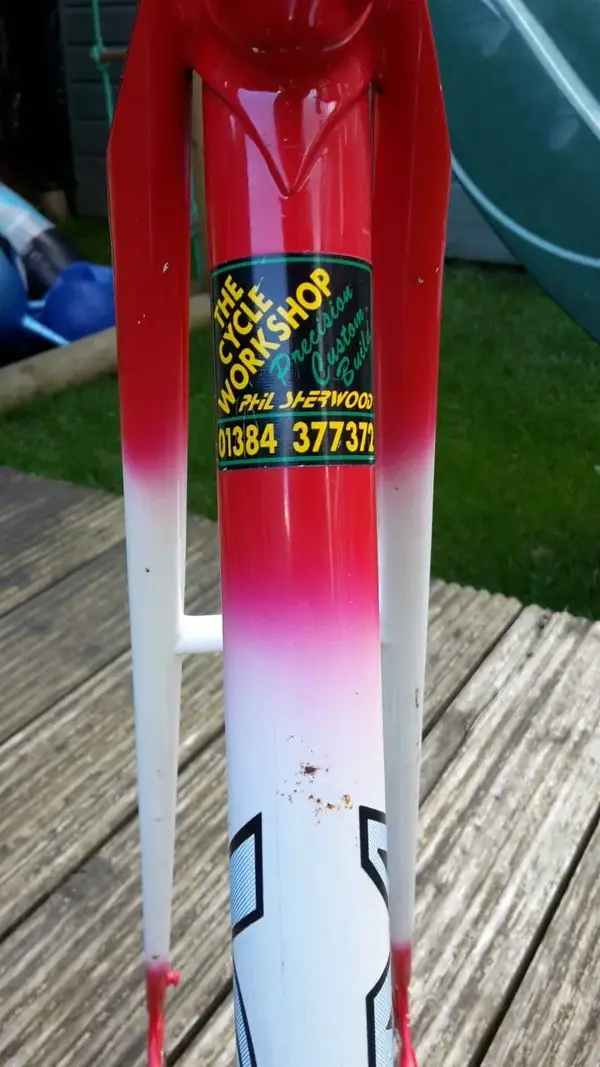 THE
CYCLE
WORKSHOP
Precision
Custom
Build
PHIL SHERWOOD
01384 377372